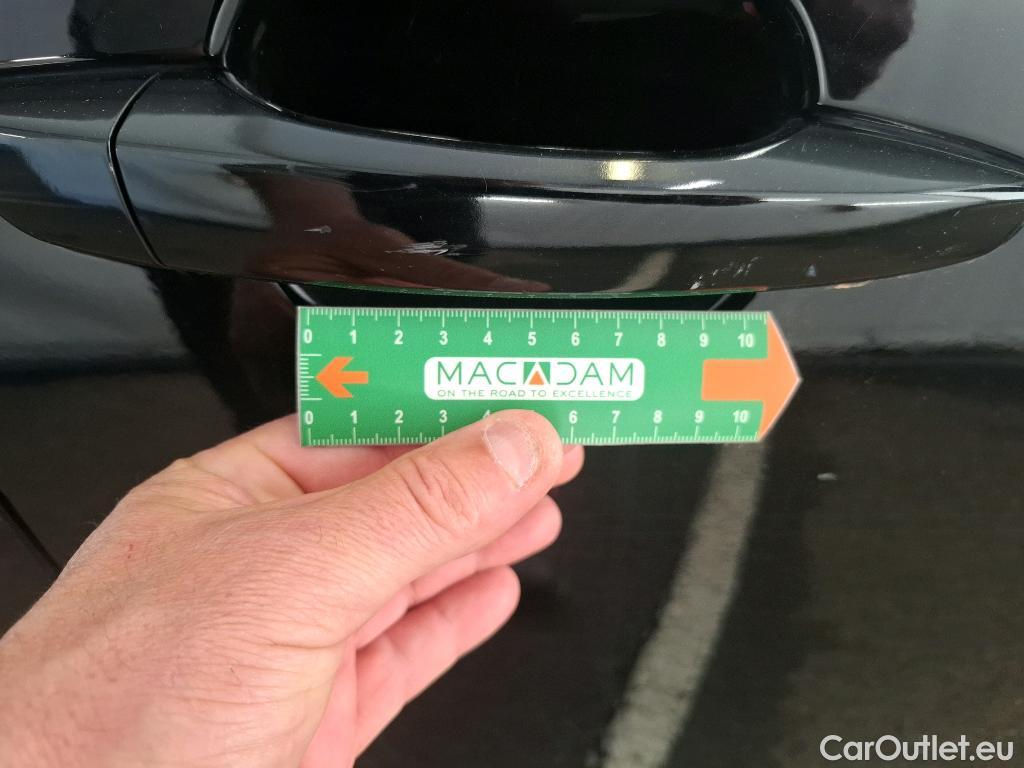 0 1 2 3 4 5 6 7 8 9 10
MACADAM
ON THE ROAD TO EXCELLENCE
0 1 2 3 4 6 7 8 9 10
CarOutlet.eu